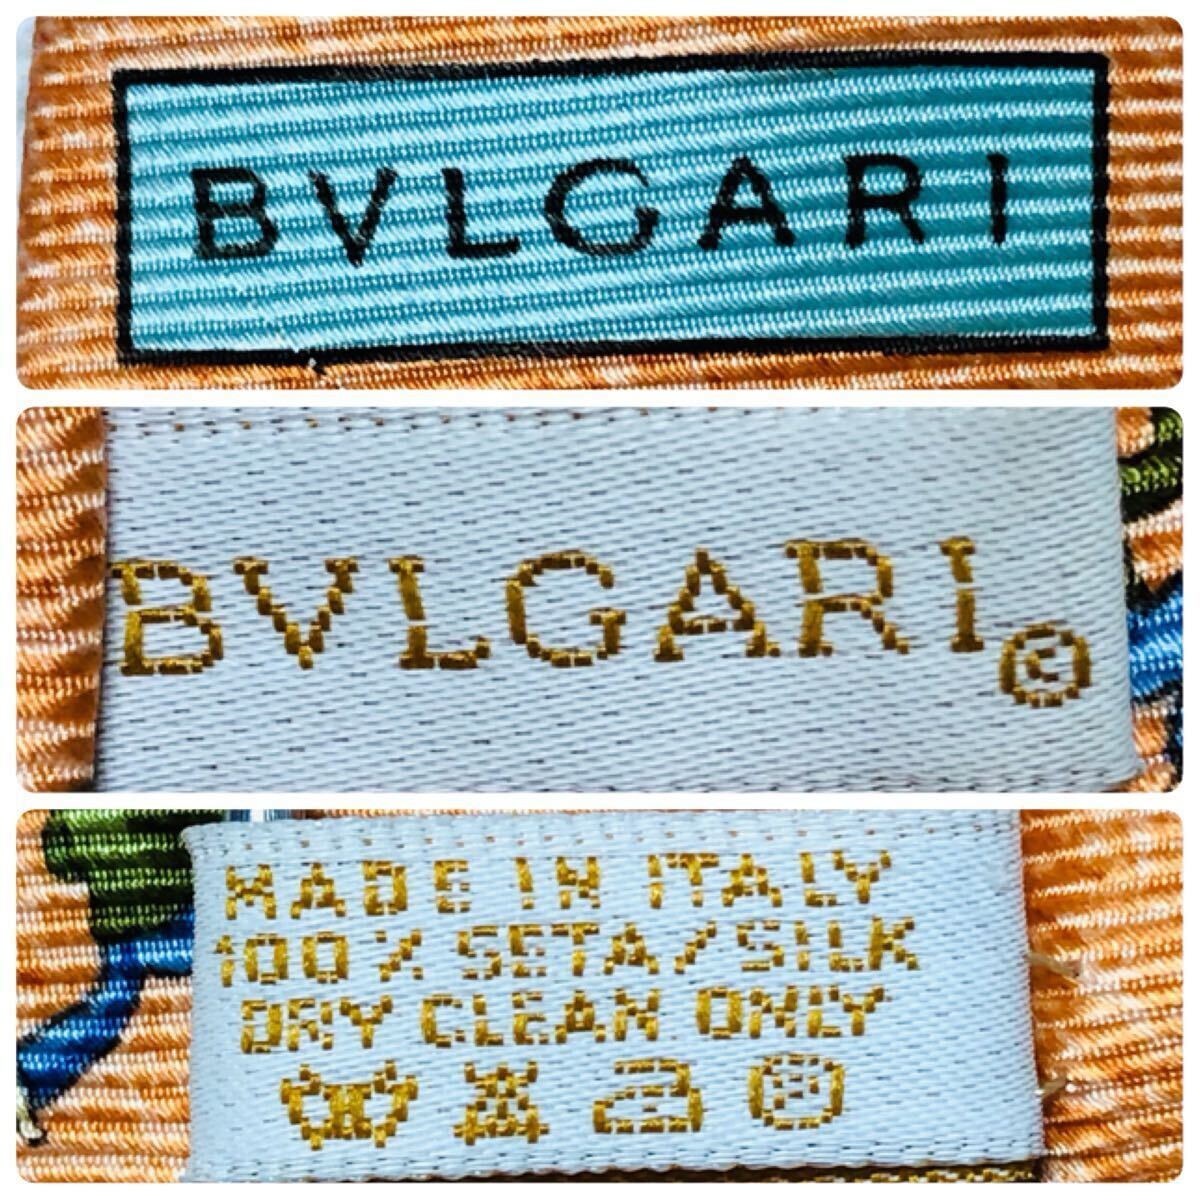 BVLGARI
BVLGARI©
MADE IN ITALY
100% SETA/SILK
DRY CLEAN ONLY